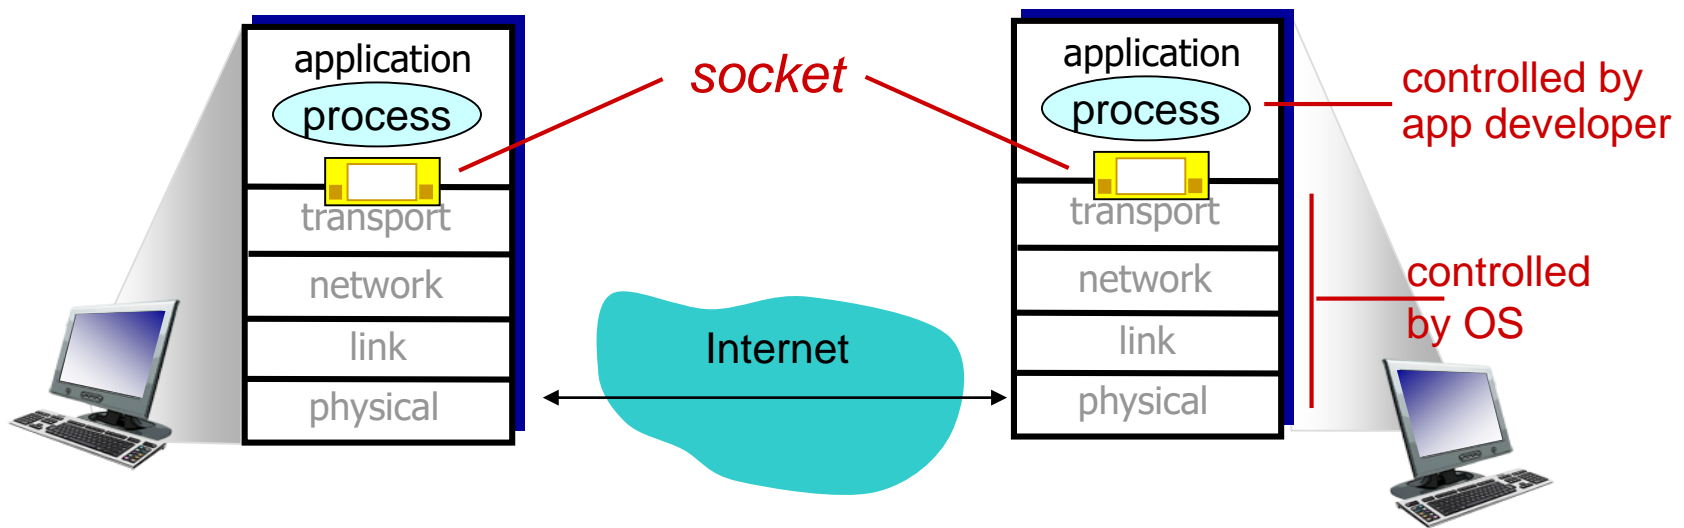 application
process
transport
network
link
physical
socket
Internet
application
process
transport
network
link
physical
controlled by
app developer
controlled
by OS